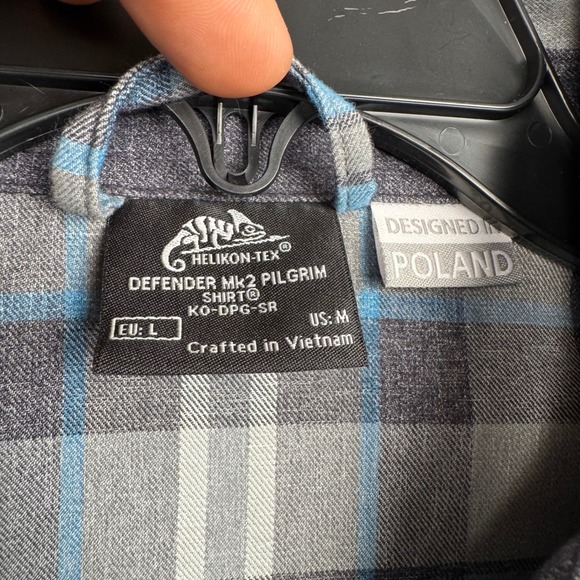 HELIKON-TEX®
DEFENDER Mk2 PILGRIM
SHIRT®
KO-DPG-SR
EU: L
US: M
Crafted in Vietnam
DESIGNED IN
POLAND